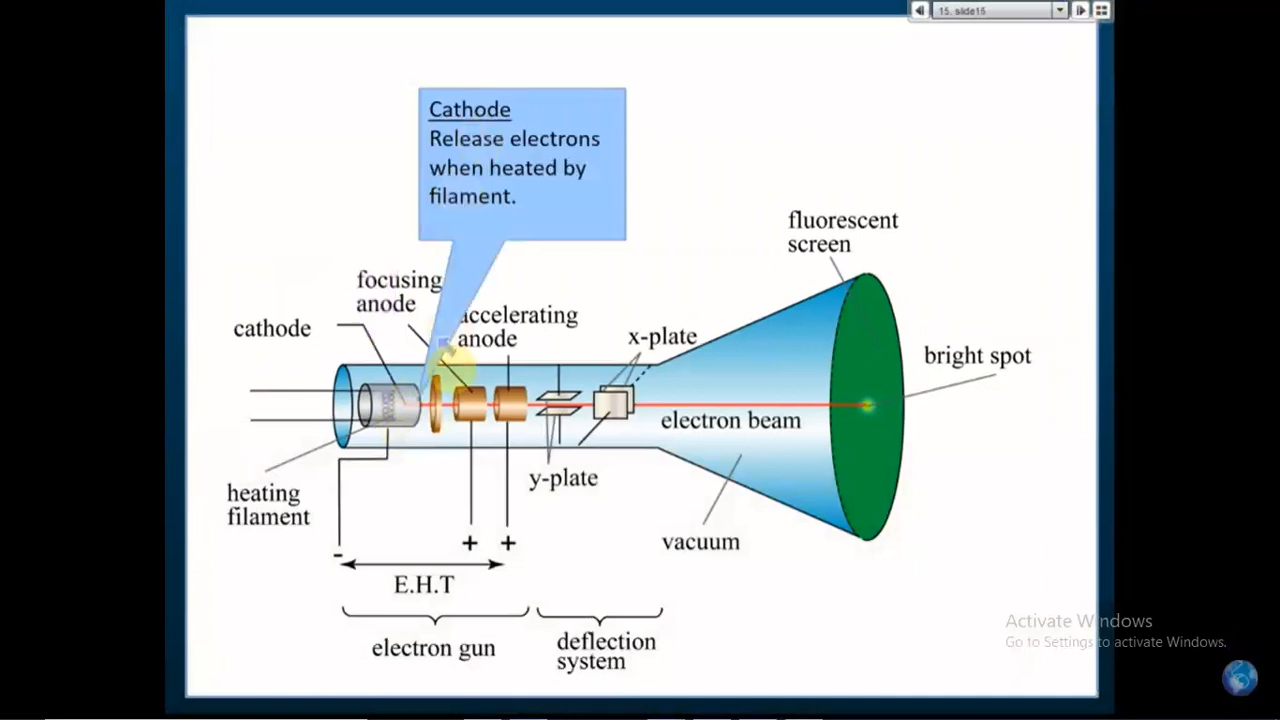 15. slide15
Cathode
Release electrons
when heated by
filament.
fluorescent
screen
focusing
anode
accelerating
anode
cathode
x-plate
bright spot
electron beam
y-plate
heating
filament
vacuum
+ +
-
E.H.T
electron gun
deflection
system
Activate Windows
Go to Settings to activate Windows.